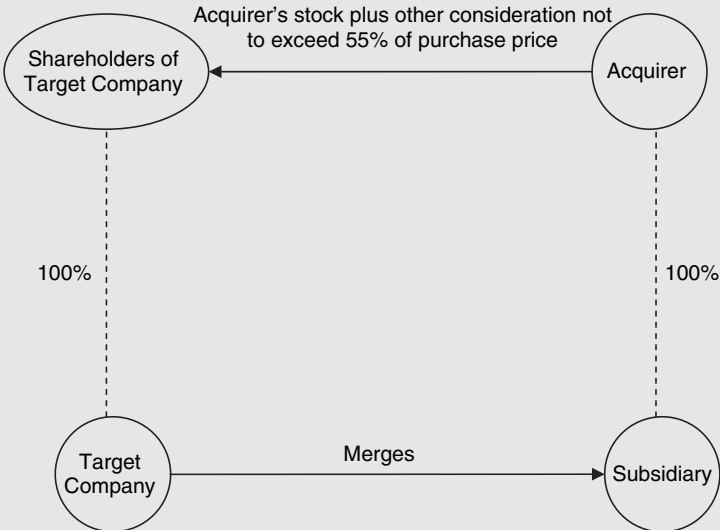 Acquirer's stock plus other consideration not
to exceed 55% of purchase price
Shareholders of
Target Company
Acquirer
100%
100%
Target
Company
Merges
Subsidiary